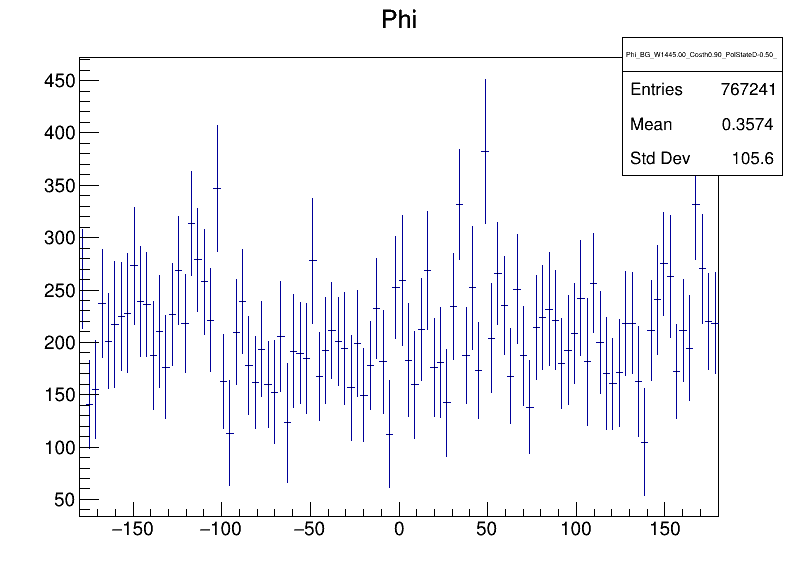 Phi
Phi_BG_W1445.00_Costh0.90_PolStateD-0.50_
Entries 767241
Mean 0.3574
Std Dev 105.6
450
400
350
300
250
200
150
100
50
−150 −100 −50 0 50 100 150